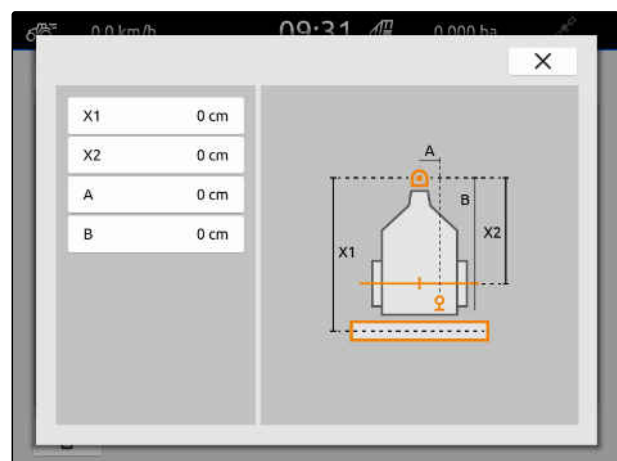 0.0 km/h 09:31 0.000 ha
X1 0 cm
X2 0 cm
A 0 cm
B 0 cm
A
B
X2
X1